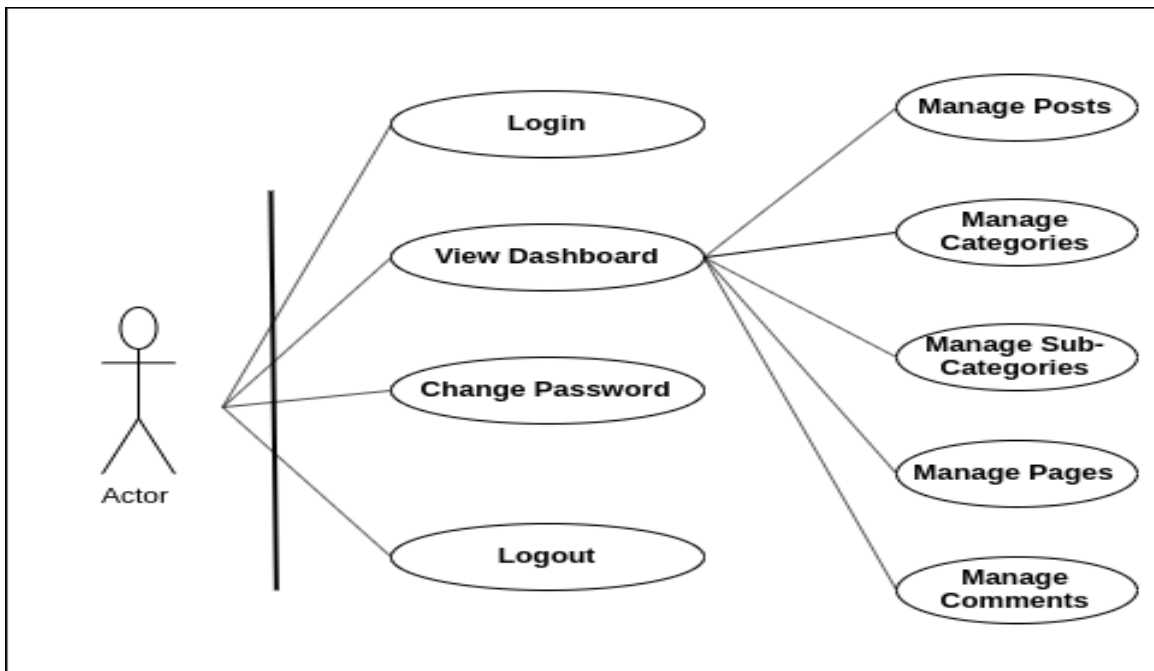 Login
View Dashboard
Change Password
Logout
Actor
Manage Posts
Manage
Categories
Manage Sub-
Categories
Manage Pages
Manage
Comments